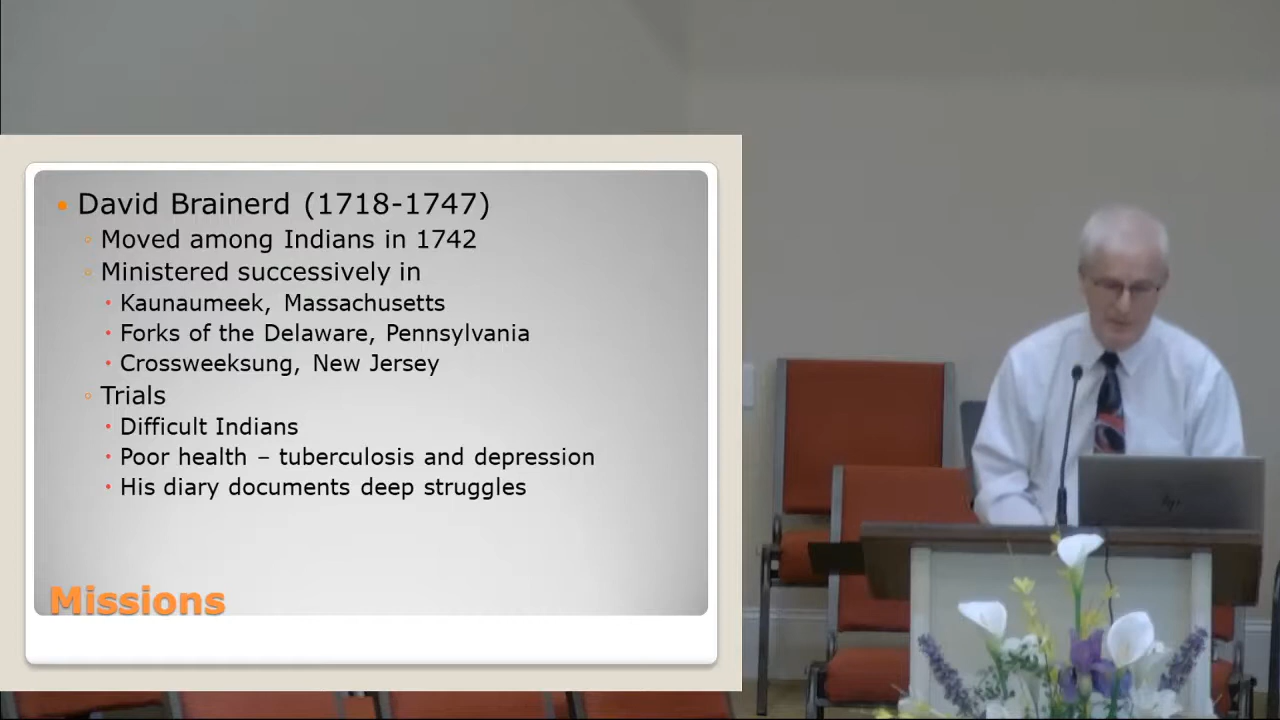 • David Brainerd (1718-1747)
◦ Moved among Indians in 1742
◦ Ministered successively in
• Kaunaumeek, Massachusetts
• Forks of the Delaware, Pennsylvania
• Crossweeksung, New Jersey
◦ Trials
• Difficult Indians
• Poor health – tuberculosis and depression
• His diary documents deep struggles
Missions
hp